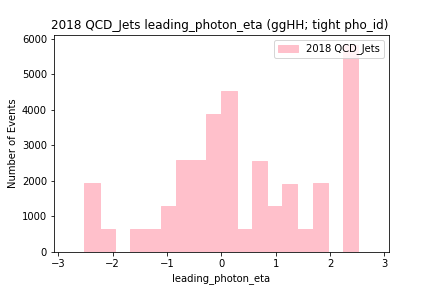 2018 QCD_Jets leading_photon_eta (ggHH; tight pho_id)
2018 QCD_Jets
6000
5000
4000
3000
2000
1000
0
Number of Events
−3 −2 −1 0 1 2 3
leading_photon_eta